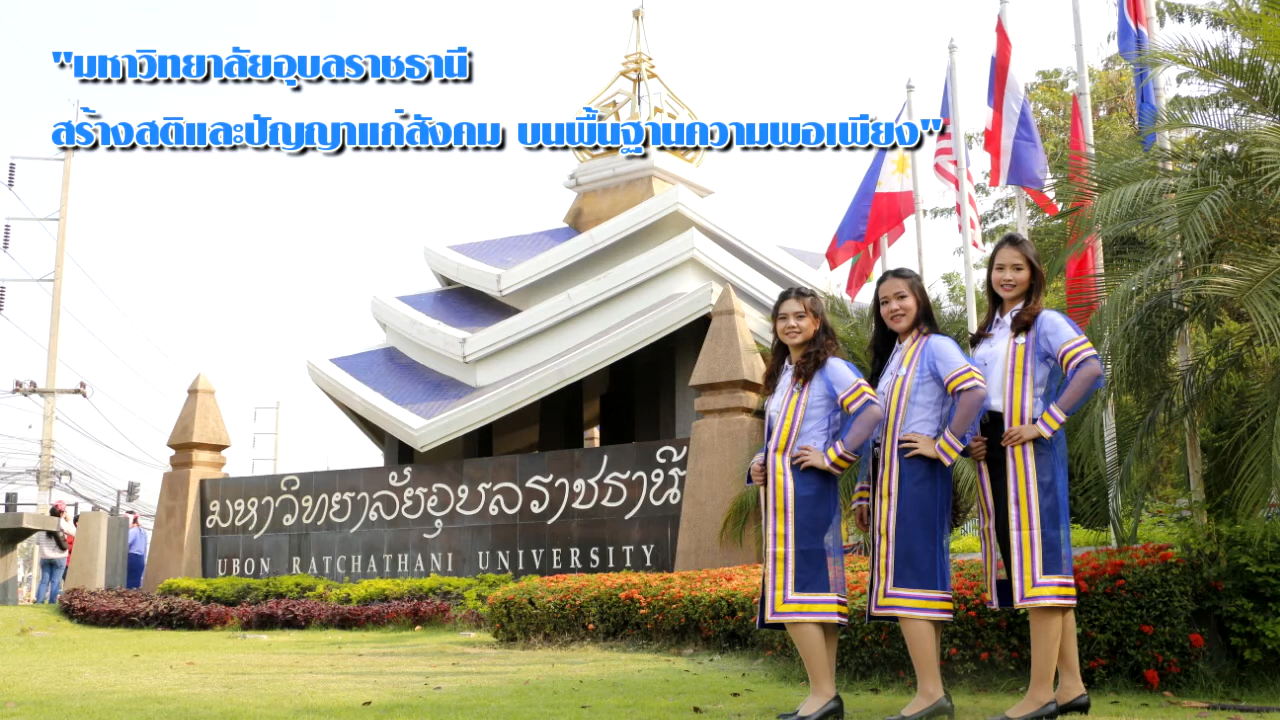 "มหาวิทยาลัยอุบลราชธานี
สร้างสติและปัญญาแก่สังคม บนพื้นฐานความพอเพียง"
มหาวิทยาลัยอุบลราชธานี
UBON RATCHATHANI UNIVERSITY